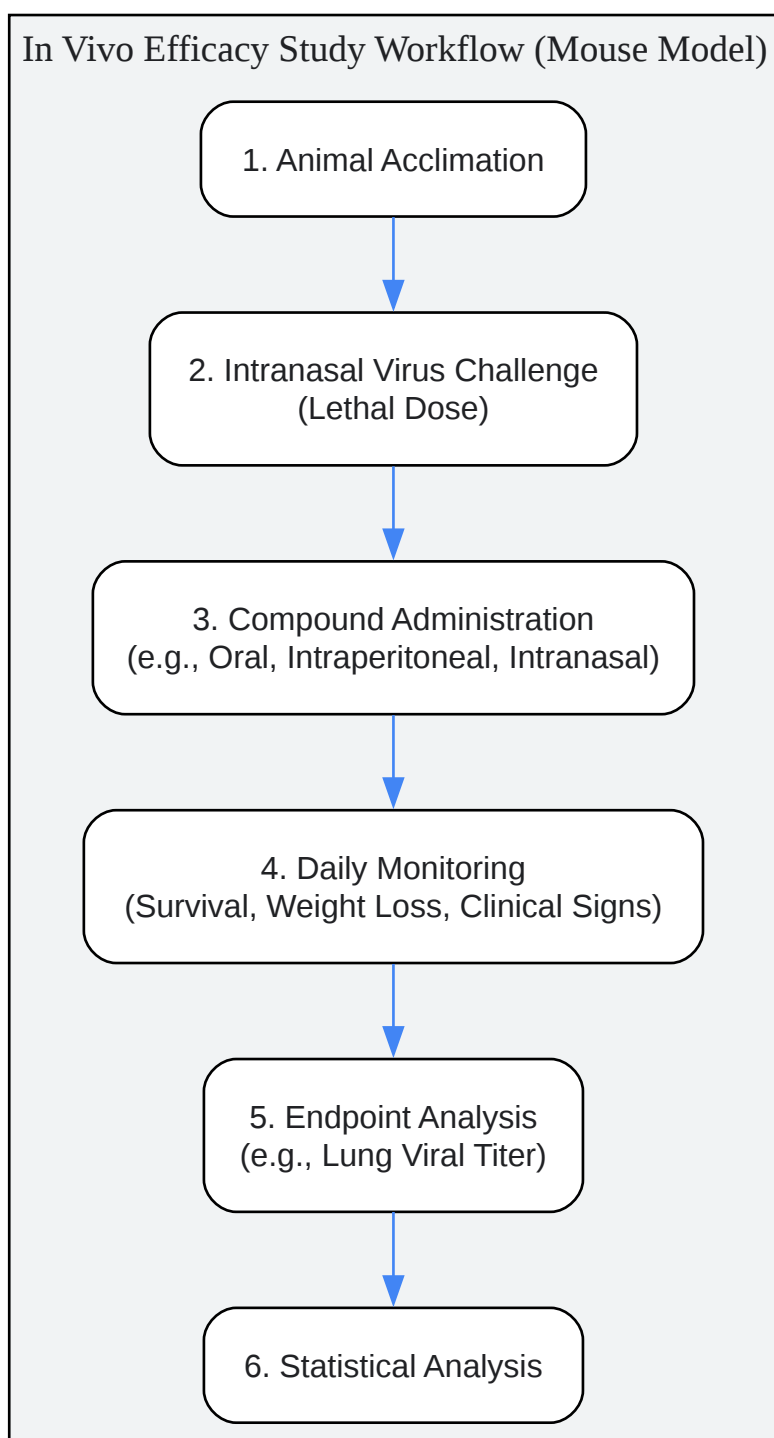 In Vivo Efficacy Study Workflow (Mouse Model)
1. Animal Acclimation
2. Intranasal Virus Challenge
(Lethal Dose)
3. Compound Administration
(e.g., Oral, Intraperitoneal, Intranasal)
4. Daily Monitoring
(Survival, Weight Loss, Clinical Signs)
5. Endpoint Analysis
(e.g., Lung Viral Titer)
6. Statistical Analysis